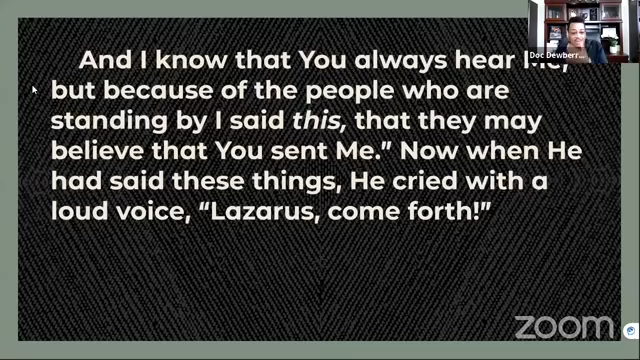 And I know that You always hear Me,
but because of the people who are
standing by I said this, that they may
believe that You sent Me.” Now when He
had said these things, He cried with a
loud voice, “Lazarus, come forth!”
Doc Dewberr...
zoom